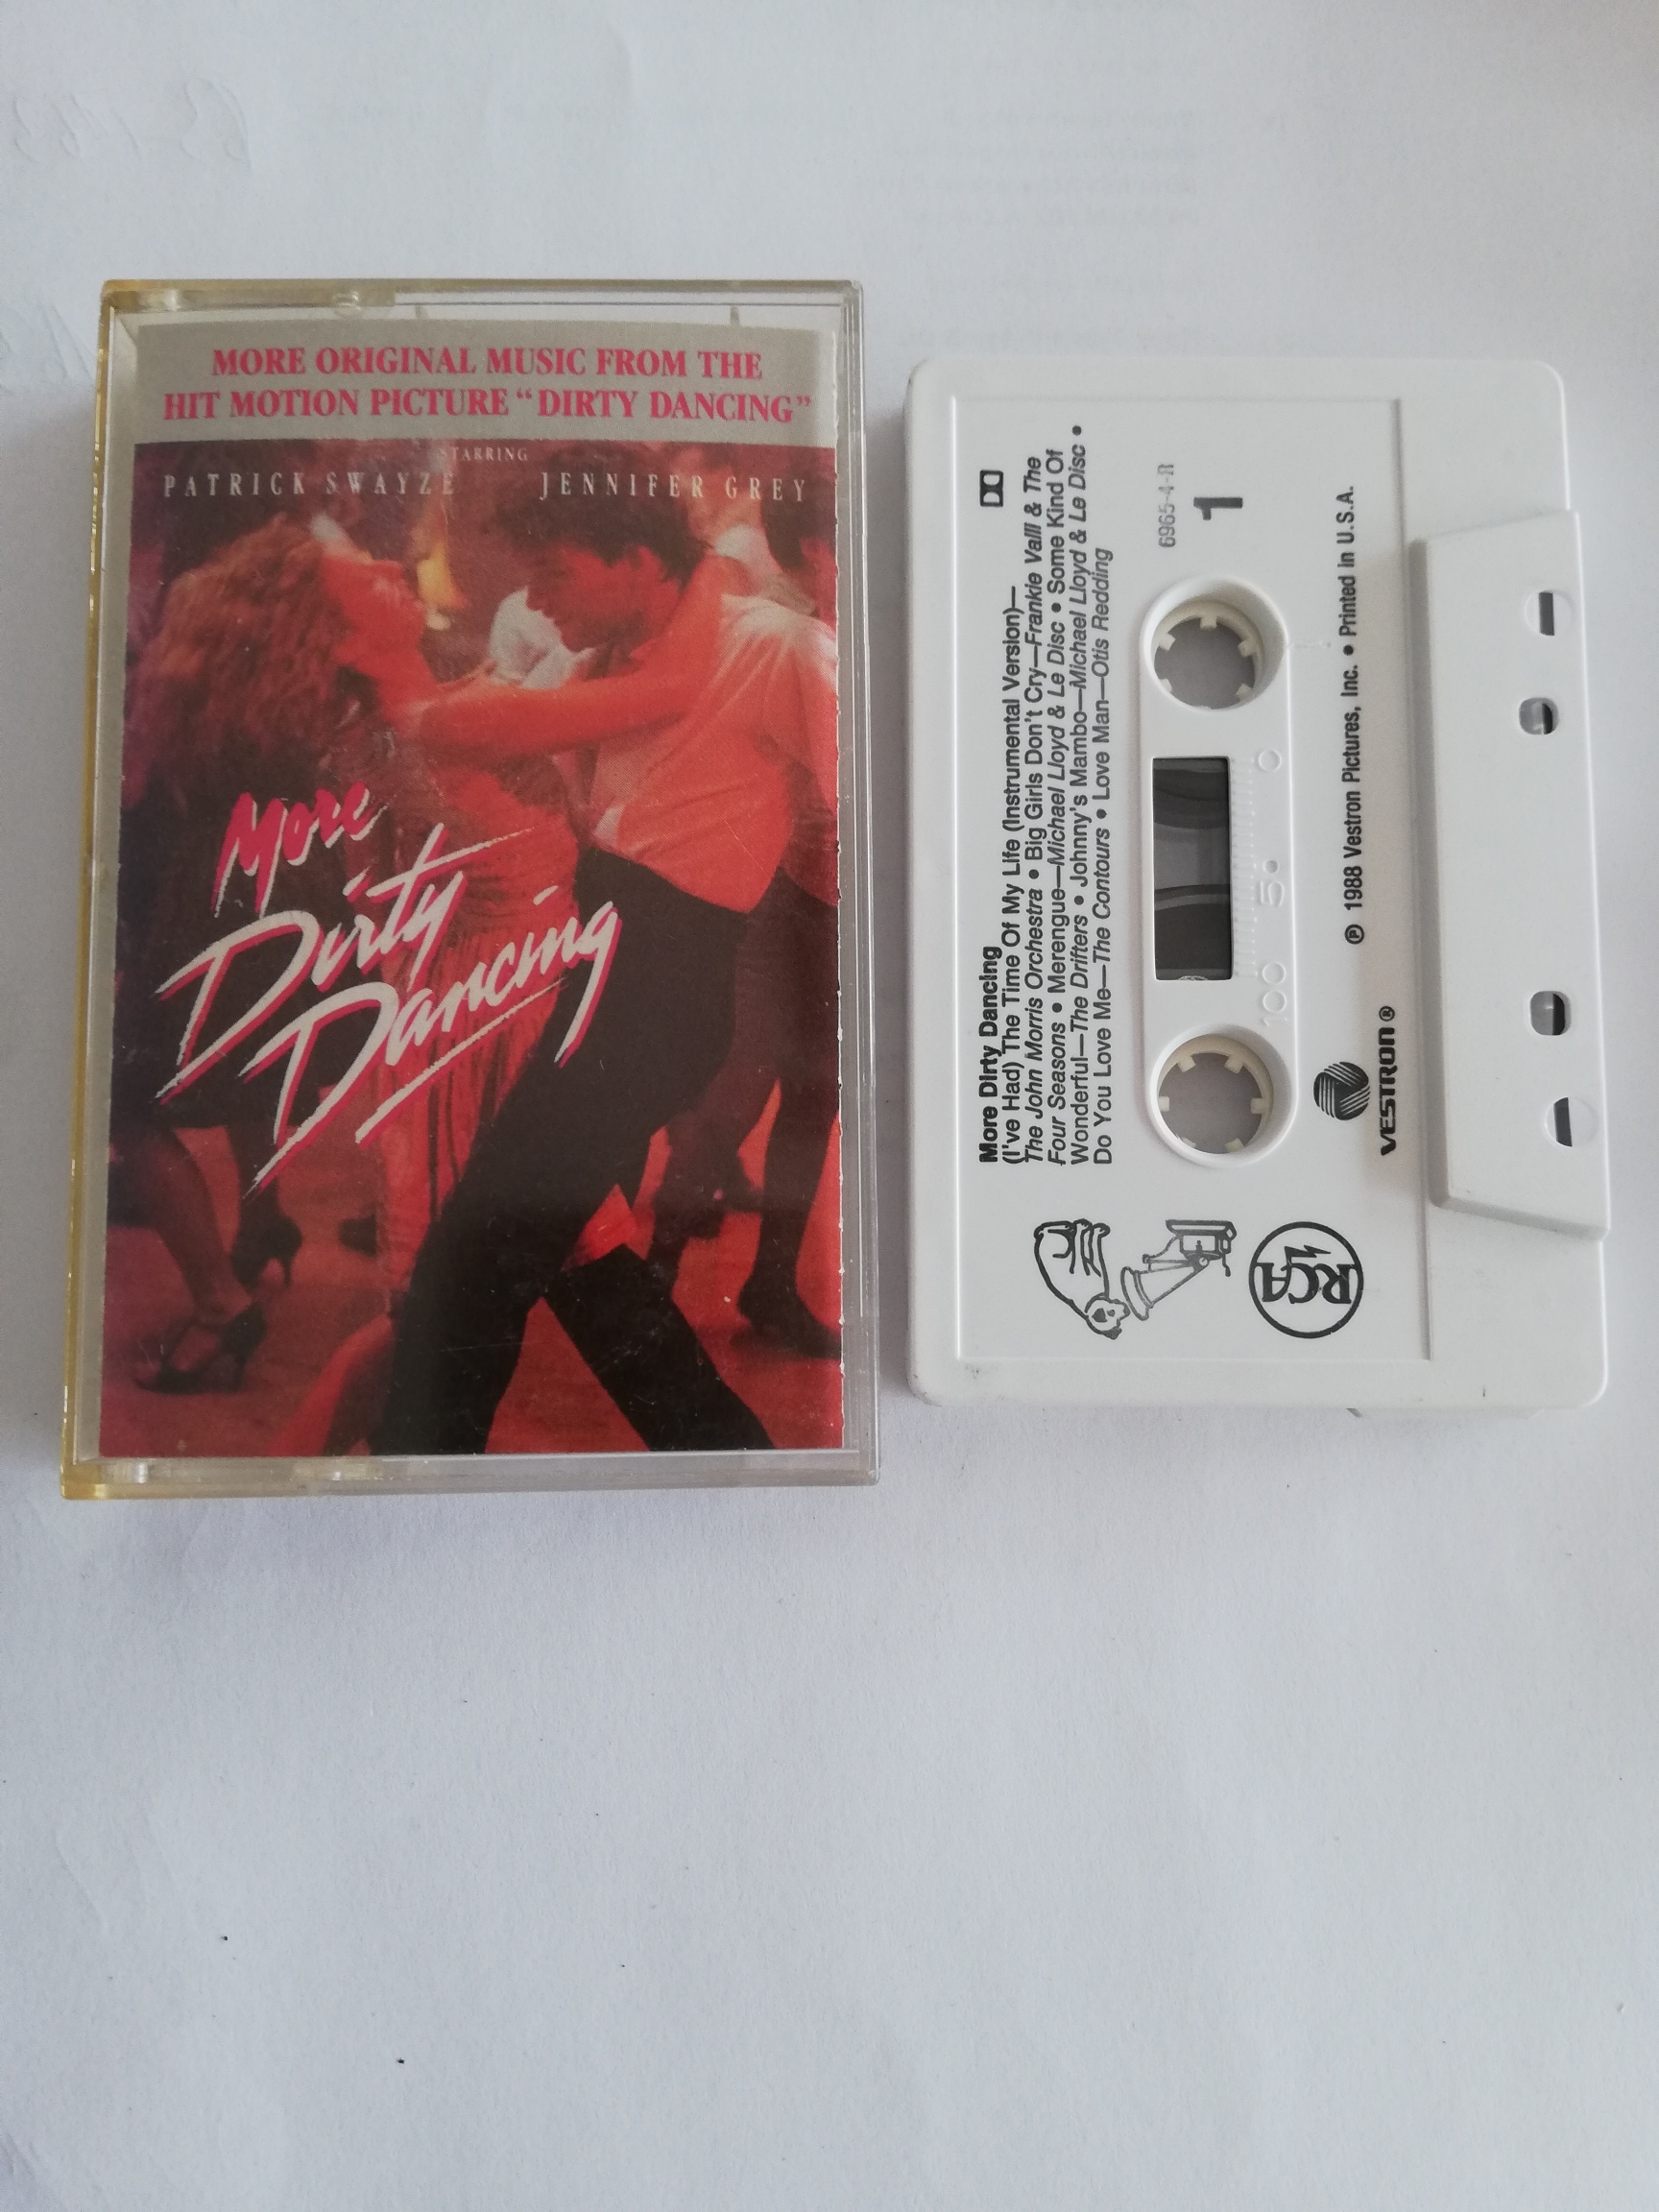 MORE ORIGINAL MUSIC FROM THE
HIT MOTION PICTURE “DIRTY DANCING”
STARRING
PATRICK SWAYZE JENNIFER GREY
More
Dirty
Dancing
More Dirty Dancing
(I've Had) The Time Of My Life (Instrumental Version)—
The John Morris Orchestra • Big Girls Don't Cry—Frankie Valli & The
Four Seasons • Merengue—Michael Lloyd & Le Disc • Some Kind Of
Wonderful—The Drifters • Johnny's Mambo—Michael Lloyd & Le Disc •
Do You Love Me—The Contours • Love Man—Otis Redding
6965-4-R
1
100 50 0
℗ 1988 Vestron Pictures, Inc. • Printed in U.S.A.
VESTRON®
RCA